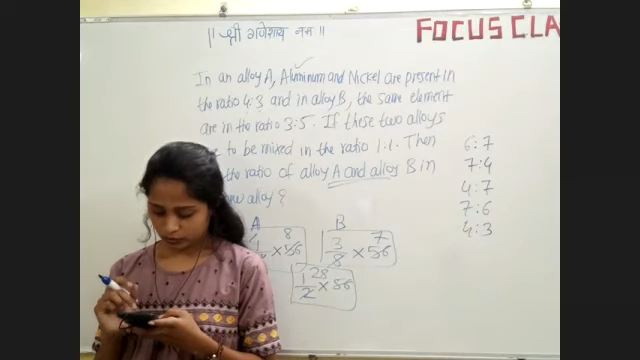 || श्री गणेशाय नमः ||
FOCUS CLA
In an alloy A, Aluminum and Nickel are present in
the ratio 4:3 and in alloy B, the same element
are in the ratio 3:5. If these two alloys
to be mixed in the ratio 1:1. Then
the ratio of alloy A and alloy B in
alloy ?
6:7
7:4
4:7
7:6
4:3
A
8
× 56
B
3/8 × 56
7
1/2 × 56
28